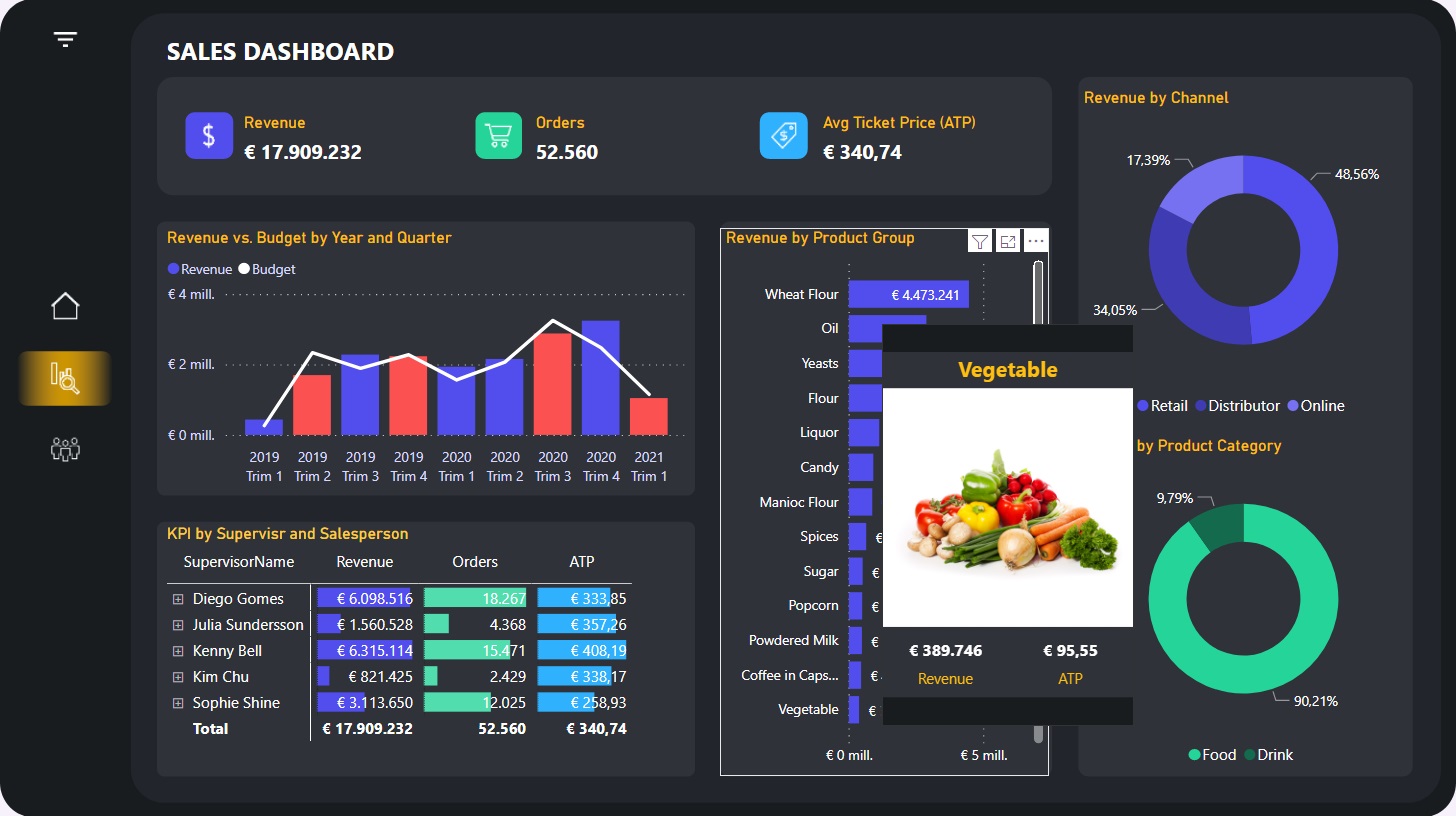 SALES DASHBOARD
Revenue
€ 17.909.232
Orders
52.560
Avg Ticket Price (ATP)
€ 340,74
Revenue vs. Budget by Year and Quarter
Revenue Budget
€ 4 mill.
€ 2 mill.
€ 0 mill.
2019 2019 2019 2019 2020 2020 2020 2020 2021
Trim 1 Trim 2 Trim 3 Trim 4 Trim 1 Trim 2 Trim 3 Trim 4 Trim 1
KPI by Supervisr and Salesperson
SupervisorName Revenue Orders ATP
Diego Gomes € 6.098.516 18.267 € 333,85
Julia Sundersson € 1.560.528 4.368 € 357,26
Kenny Bell € 6.315.114 15.471 € 408,19
Kim Chu € 821.425 2.429 € 338,17
Sophie Shine € 3.113.650 12.025 € 258,93
Total € 17.909.232 52.560 € 340,74
Revenue by Product Group
Wheat Flour € 4.473.241
Oil
Yeasts
Flour
Liquor
Candy
Manioc Flour
Spices €
Sugar €
Popcorn €
Powdered Milk €
Coffee in Caps... €
Vegetable €
€ 0 mill. € 5 mill.
Vegetable
€ 389.746 € 95,55
Revenue ATP
Revenue by Channel
17,39%
48,56%
34,05%
Retail Distributor Online
by Product Category
9,79%
90,21%
Food Drink